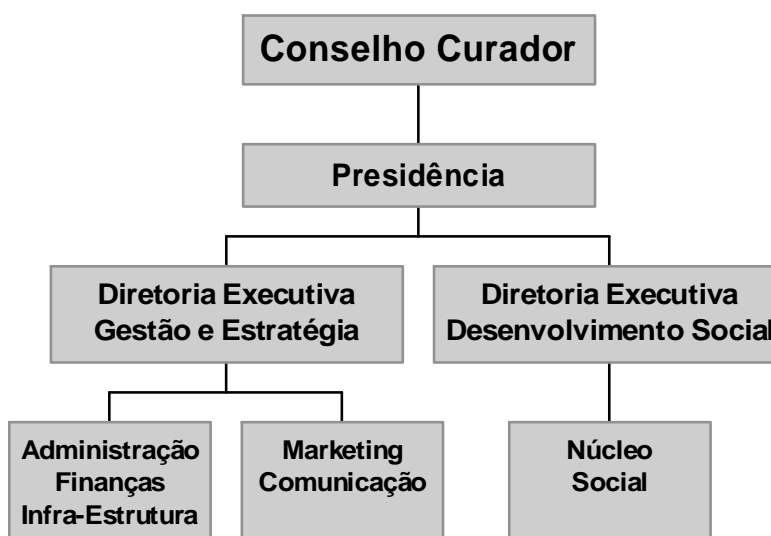 Conselho Curador
Presidência
Diretoria Executiva
Gestão e Estratégia
Diretoria Executiva
Desenvolvimento Social
Administração
Finanças
Infra-Estrutura
Marketing
Comunicação
Núcleo
Social